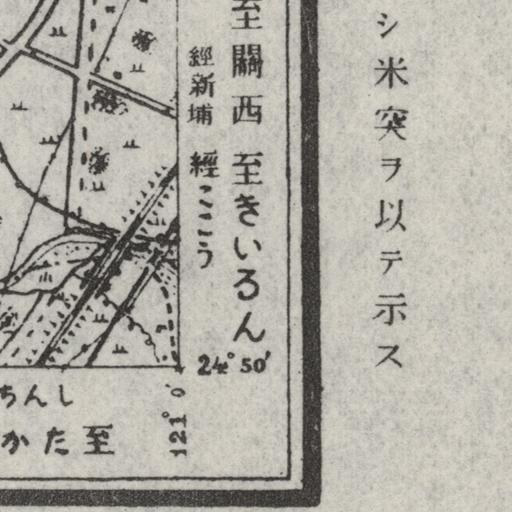 シ米突ヲ以テ示ス
至關西 至きいろん
經新埔 經こころ
24° 50'
121° 0'
ちんし
かた至